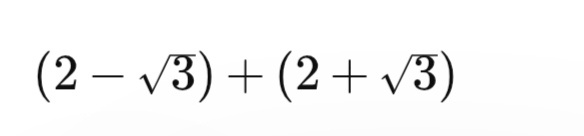 (2 − √3) + (2 + √3)